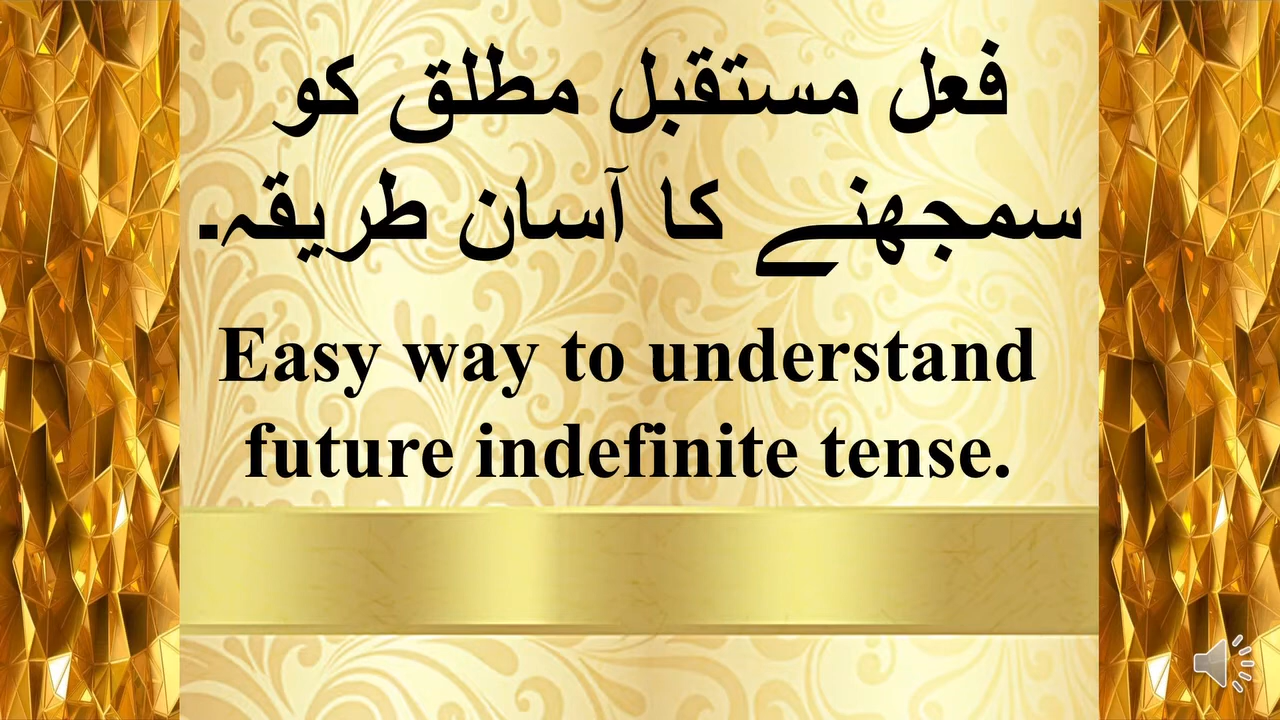 فعل مستقبل مطلق کو
سمجھنے کا آسان طریقہ۔
Easy way to understand
future indefinite tense.